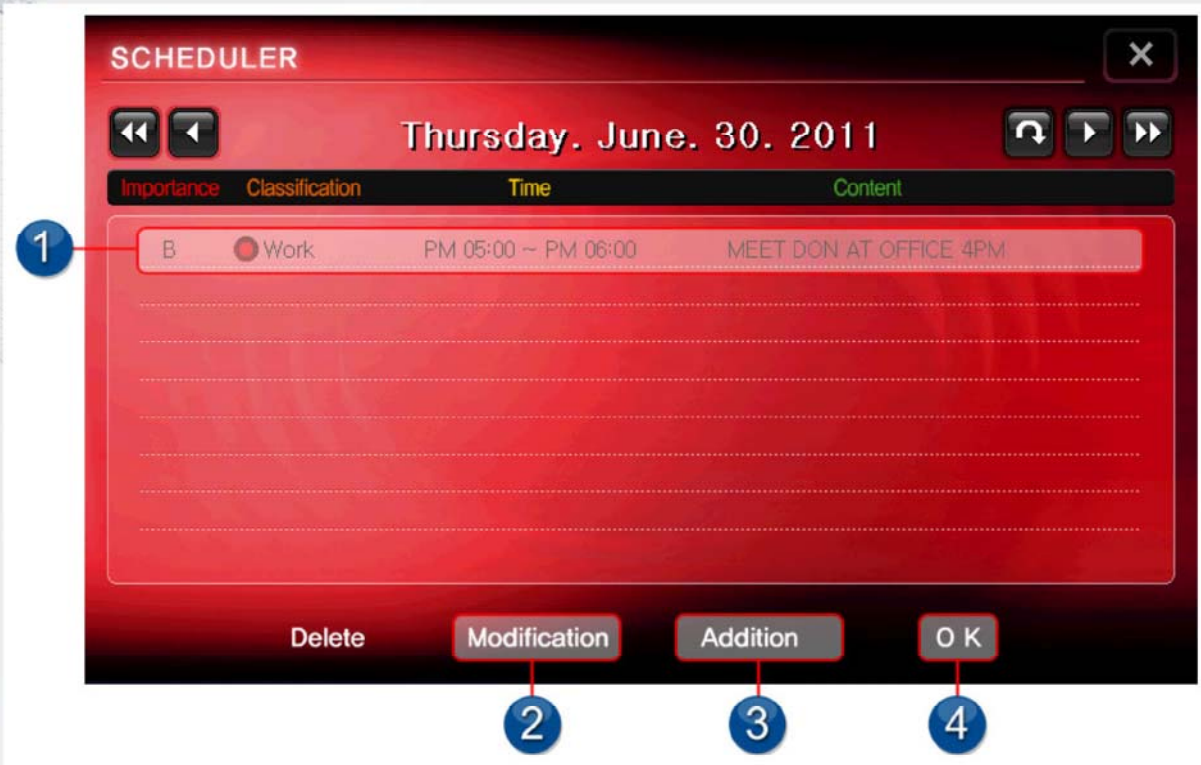 SCHEDULER
Thursday. June. 30. 2011
Importance Classification Time Content
1
B Work PM 05:00 ~ PM 06:00 MEET DON AT OFFICE 4PM
Delete Modification Addition O K
2 3 4